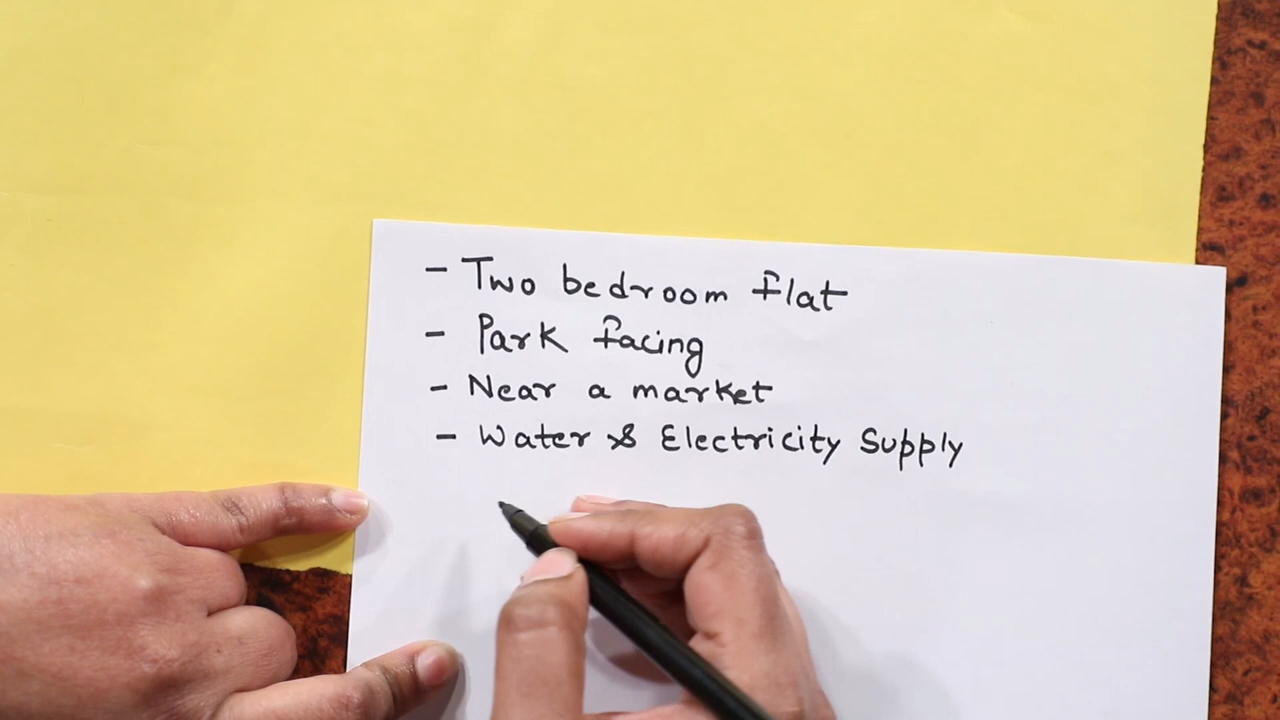 - Two bedroom flat
- Park facing
- Near a market
- Water & Electricity Supply